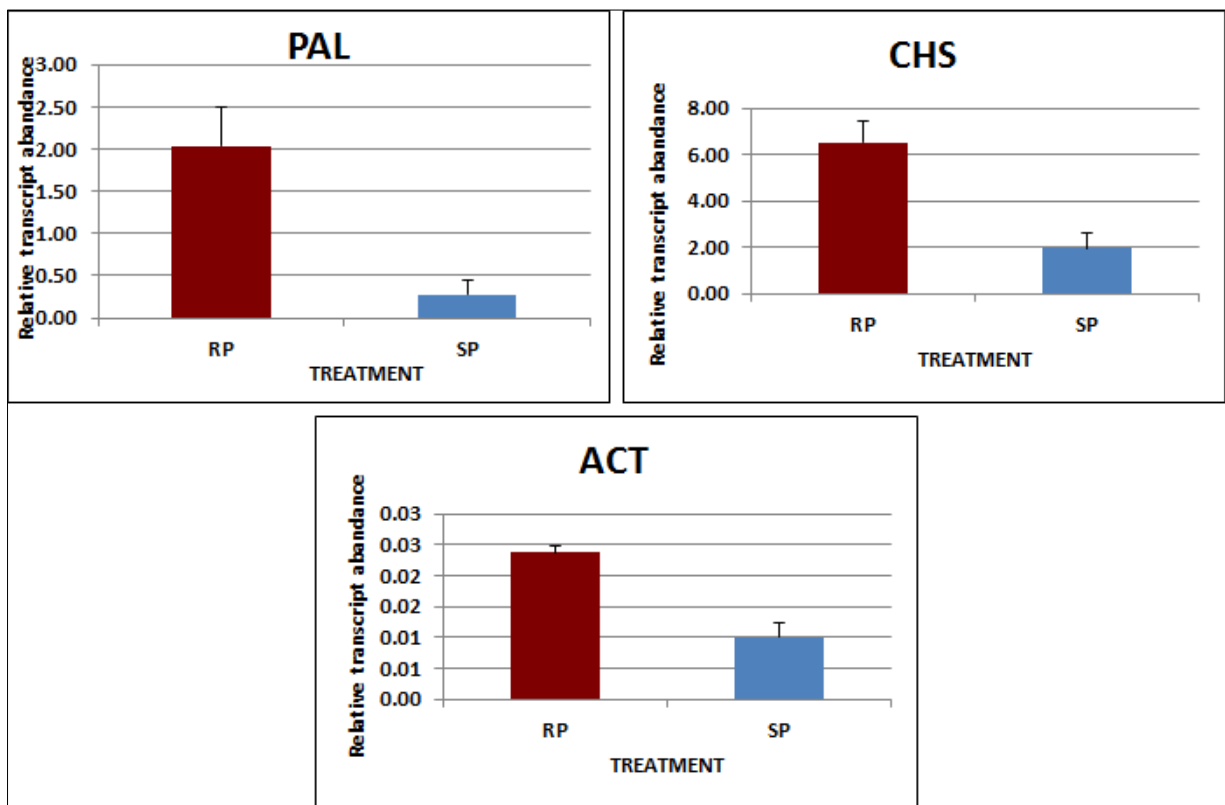 PAL
Relative transcript abandance
3.00
2.50
2.00
1.50
1.00
0.50
0.00
RP
SP
TREATMENT
CHS
Relative transcript abandance
8.00
6.00
4.00
2.00
0.00
RP
SP
TREATMENT
ACT
Relative transcript abandance
0.03
0.03
0.02
0.02
0.01
0.01
0.00
RP
SP
TREATMENT